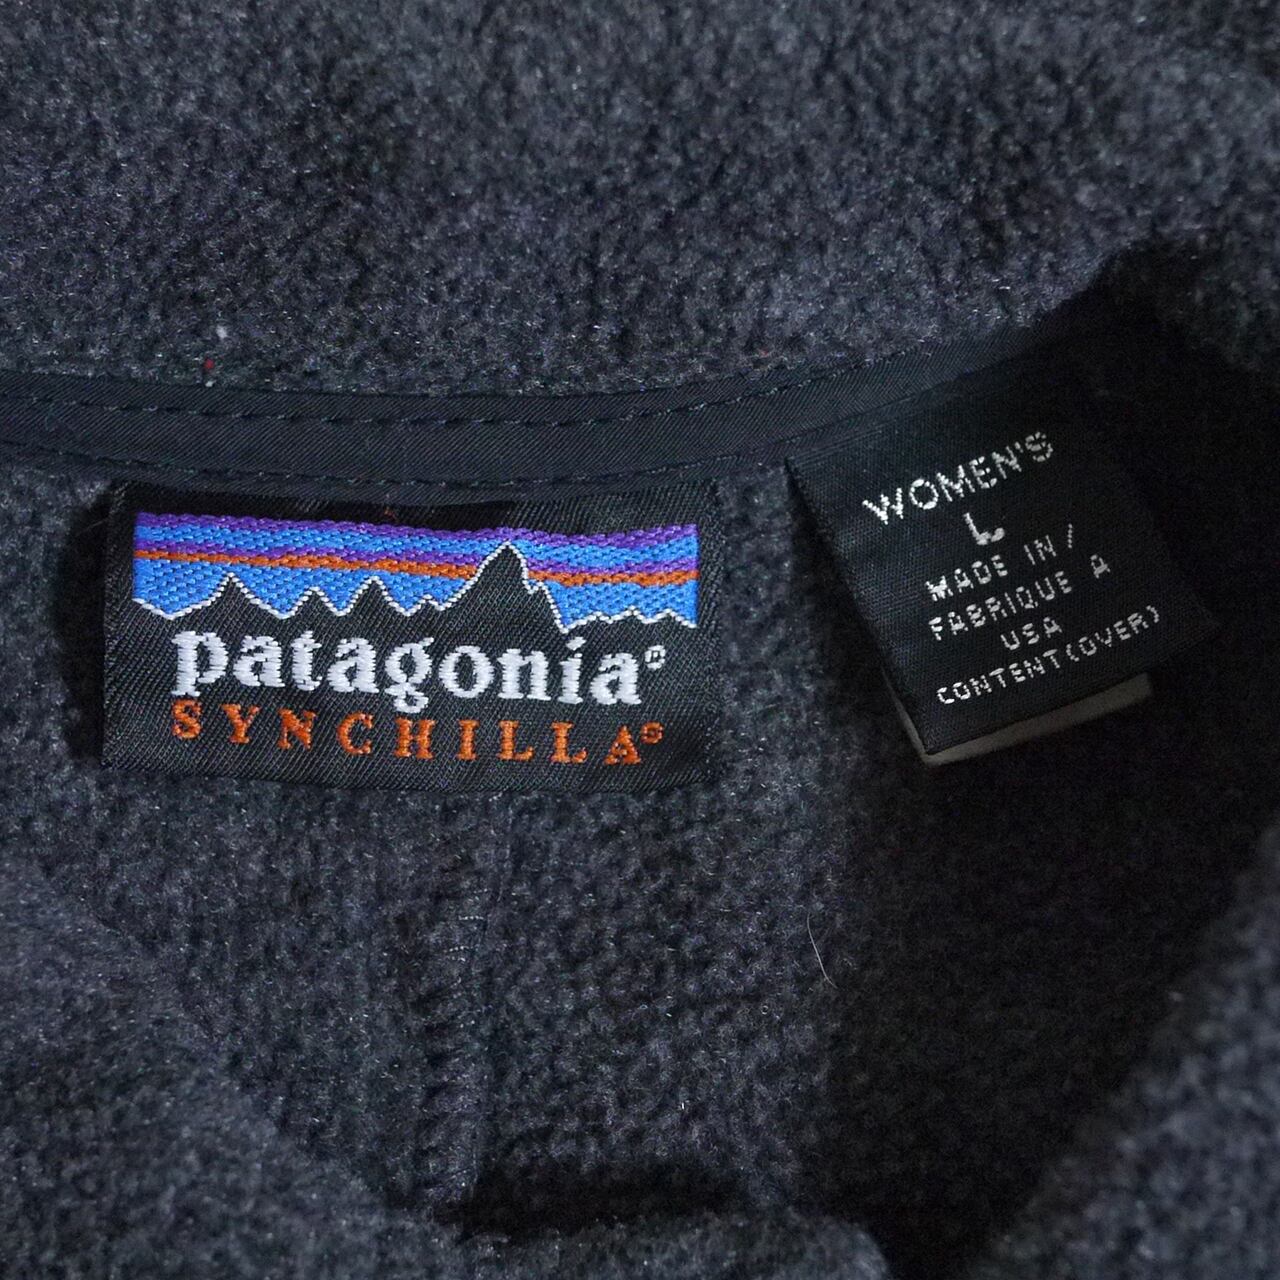 patagonia®
SYNCHILLA®
WOMEN'S
L
MADE IN /
FABRIQUE A
USA
CONTENT(OVER)